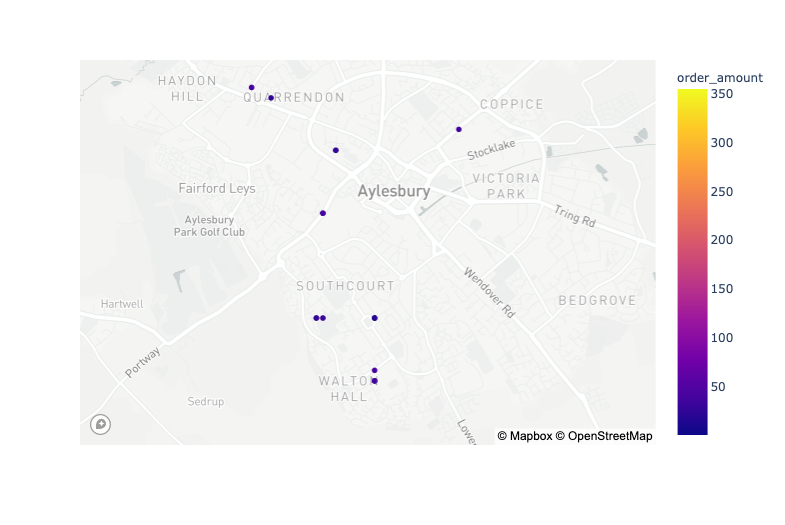 order_amount
HAYDON
HILL
QUARRENDON
COPPICE
Stocklake
VICTORIA
PARK
Fairford Leys
Aylesbury
Aylesbury
Park Golf Club
Tring Rd
SOUTHCOURT
Wendover Rd
BEDGROVE
Hartwell
Portway
WALTON
HALL
Sedrup
Lowe
© Mapbox © OpenStreetMap
350
300
250
200
150
100
50